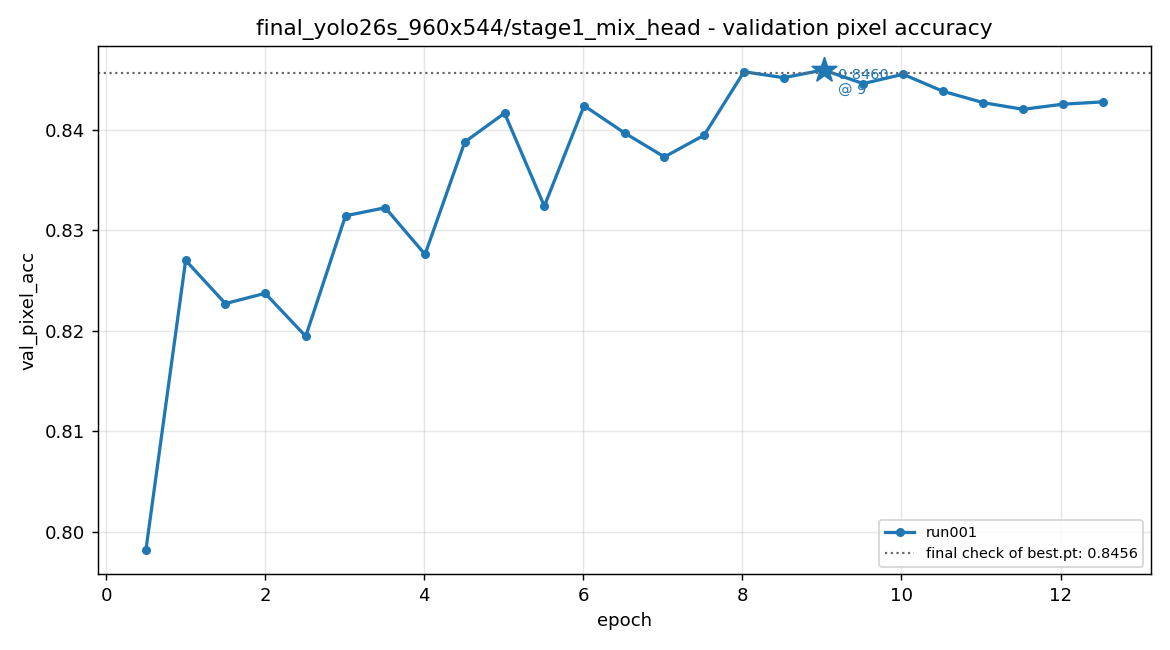 final_yolo26s_960x544/stage1_mix_head - validation pixel accuracy
0.8460
@ 9
0.84
0.83
0.82
0.81
0.80
val_pixel_acc
run001
final check of best.pt: 0.8456
0 2 4 6 8 10 12
epoch